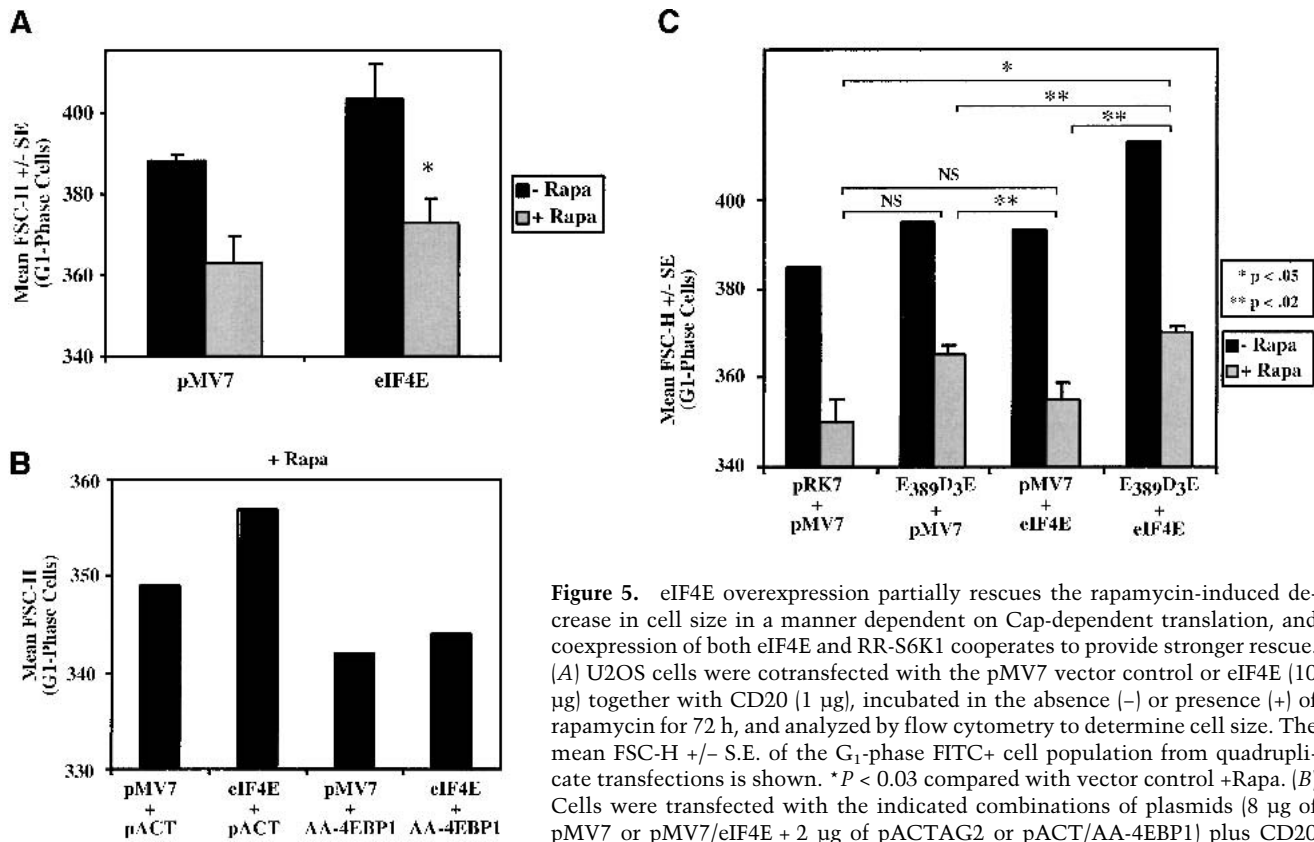 A
Mean FSC-H +/- SE
(G1-Phase Cells)
400
380
360
340
*
pMV7
eIF4E
- Rapa
+ Rapa
B
+ Rapa
Mean FSC-H
(G1-Phase Cells)
360
350
340
330
pMV7
+
pACT
eIF4E
+
pACT
pMV7
+
AA-4EBP1
eIF4E
+
AA-4EBP1
C
Mean FSC-H +/- SE
(G1-Phase Cells)
400
380
360
340
*
**
**
NS
NS
**
pRK7
+
pMV7
E389D3E
+
pMV7
pMV7
+
eIF4E
E389D3E
+
eIF4E
* p < .05
** p < .02
- Rapa
+ Rapa
Figure 5. eIF4E overexpression partially rescues the rapamycin-induced de-
crease in cell size in a manner dependent on Cap-dependent translation, and
coexpression of both eIF4E and RR-S6K1 cooperates to provide stronger rescue.
(A) U2OS cells were cotransfected with the pMV7 vector control or eIF4E (10
µg) together with CD20 (1 µg), incubated in the absence (–) or presence (+) of
rapamycin for 72 h, and analyzed by flow cytometry to determine cell size. The
mean FSC-H +/– S.E. of the G1-phase FITC+ cell population from quadrupli-
cate transfections is shown. *P < 0.03 compared with vector control +Rapa. (B)
Cells were transfected with the indicated combinations of plasmids (8 µg of
pMV7 or pMV7/eIF4E + 2 µg of pACTAG2 or pACT/AA-4EBP1) plus CD20